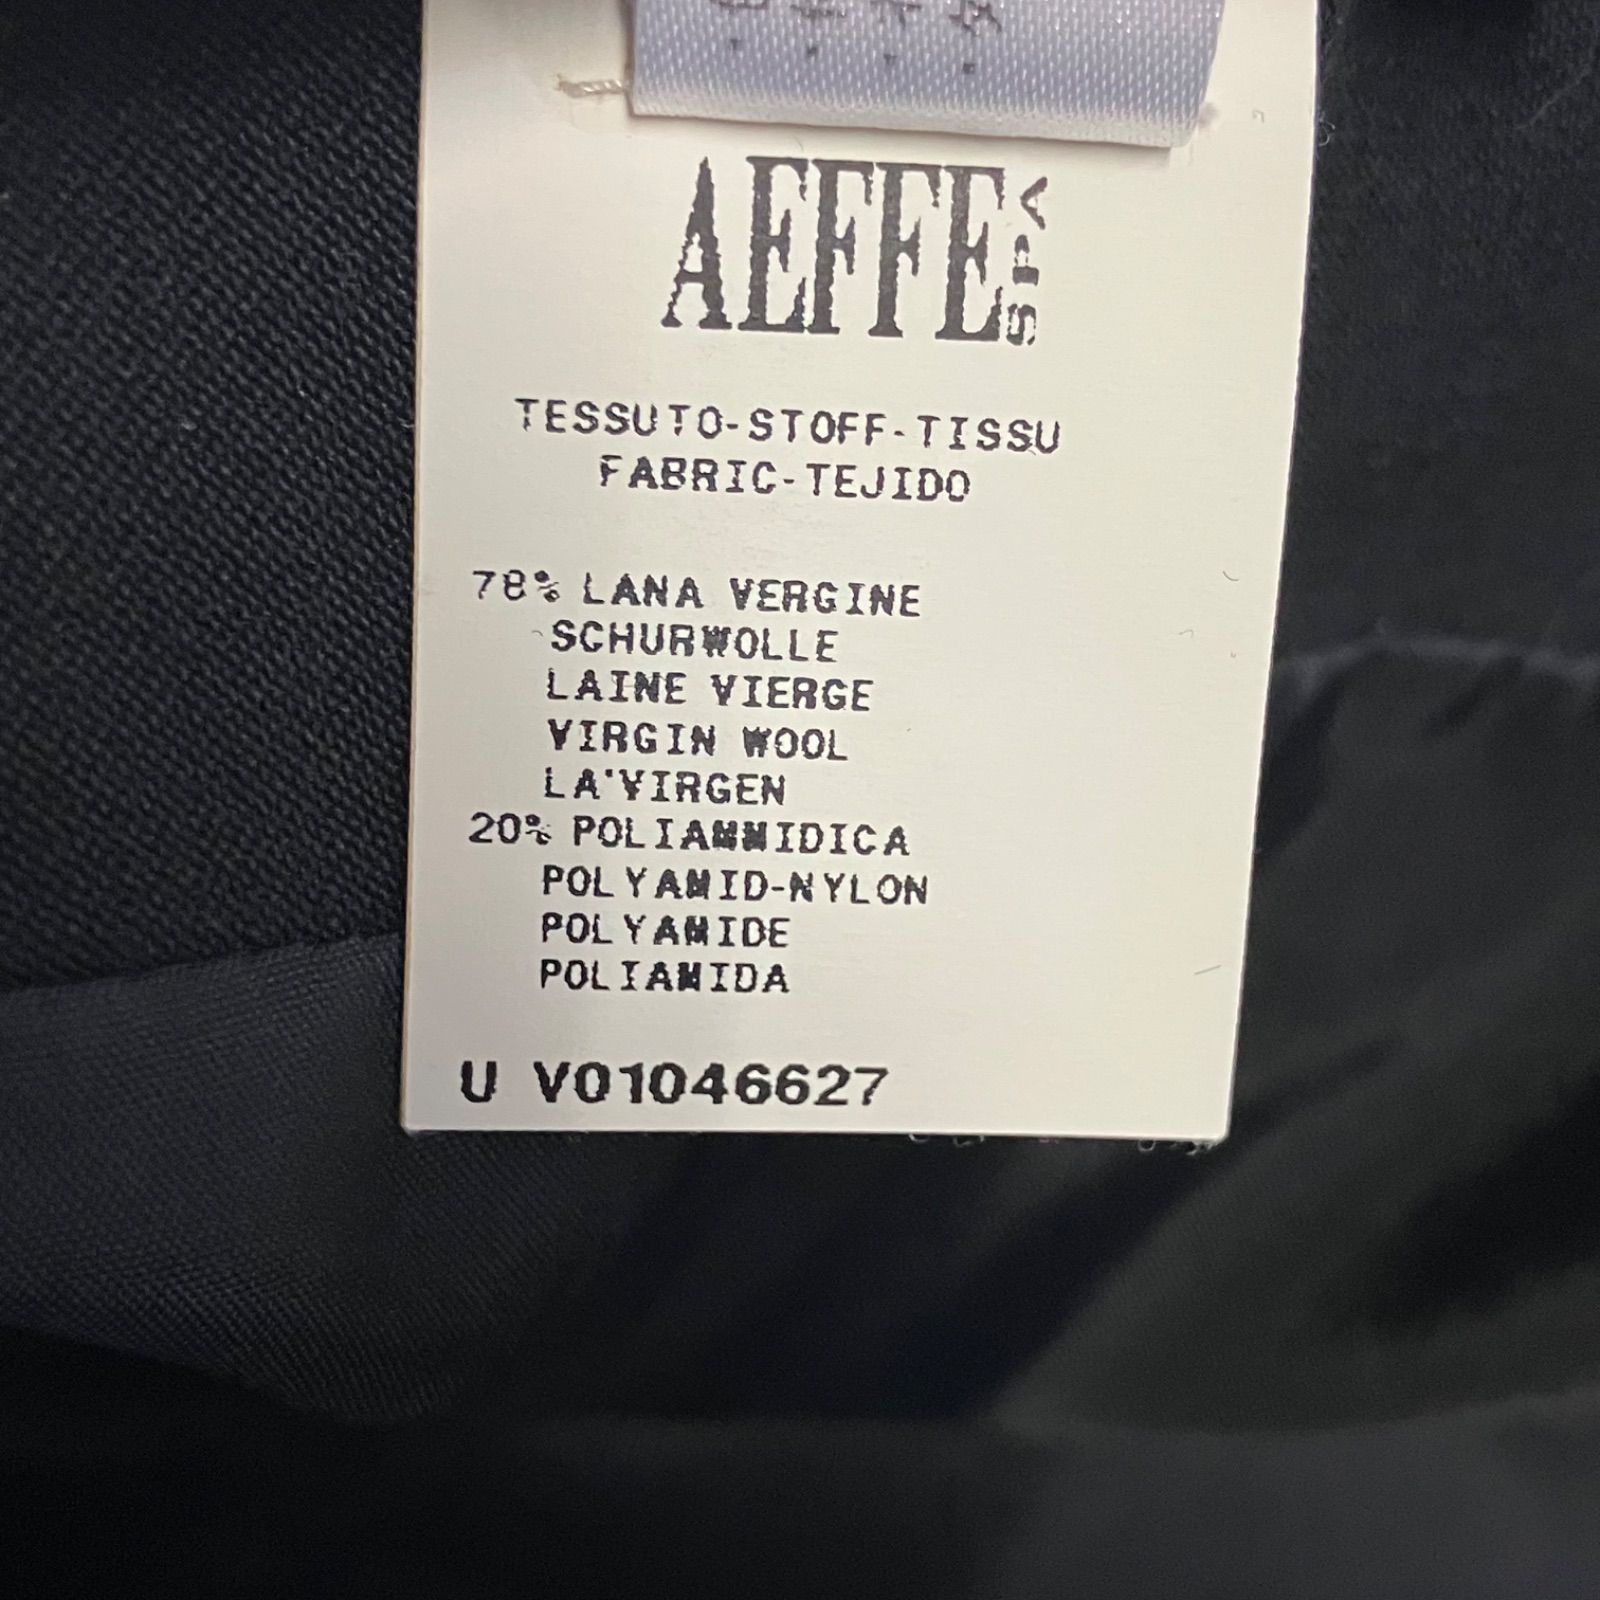 AEFFE SPA
TESSUTO-STOFF-TISSU
FABRIC-TEJIDO
78% LANA VERGINE
SCHURWOLLE
LAINE VIERGE
VIRGIN WOOL
LA'VIRGEN
20% POLIAMMIDICA
POLYAMID-NYLON
POLYAMIDE
POLIAMIDA
U V01046627